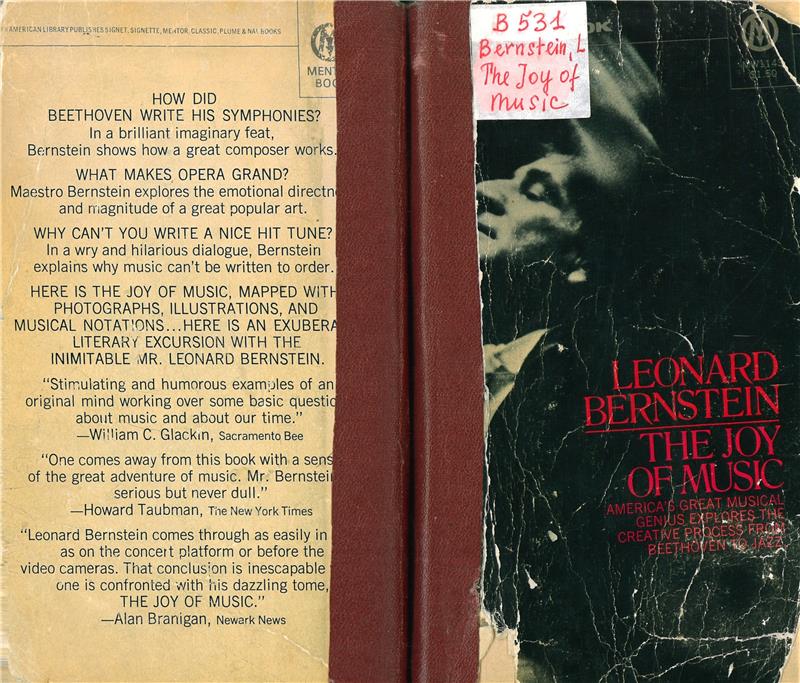 AMERICAN LIBRARY PUBLISHES SIGNET, SIGNETTE, MENTOR, CLASSIC, PLUME & NAL BOOKS
HOW DID
BEETHOVEN WRITE HIS SYMPHONIES?
In a brilliant imaginary feat,
Bernstein shows how a great composer works.
WHAT MAKES OPERA GRAND?
Maestro Bernstein explores the emotional directn
and magnitude of a great popular art.
WHY CAN'T YOU WRITE A NICE HIT TUNE?
In a wry and hilarious dialogue, Bernstein
explains why music can't be written to order.
HERE IS THE JOY OF MUSIC, MAPPED WITH
PHOTOGRAPHS, ILLUSTRATIONS, AND
MUSICAL NOTATIONS...HERE IS AN EXUBERA
LITERARY EXCURSION WITH THE
INIMITABLE MR. LEONARD BERNSTEIN.
"Stimulating and humorous examples of an
original mind working over some basic questio
about music and about our time."
—William C. Glackin, Sacramento Bee
"One comes away from this book with a sens
of the great adventure of music. Mr. Bernstein
serious but never dull."
—Howard Taubman, The New York Times
"Leonard Bernstein comes through as easily in
as on the concert platform or before the
video cameras. That conclusion is inescapable
one is confronted with his dazzling tome,
THE JOY OF MUSIC."
—Alan Branigan, Newark News
MENT
BOO
B 531
Bernstein, L
The Joy of
music
OK
$1.50
LEONARD
BERNSTEIN
THE JOY
OF MUSIC
AMERICA'S GREAT MUSICAL
GENIUS EXPLORES THE
CREATIVE PROCESS FROM
BEETHOVEN TO JAZZ